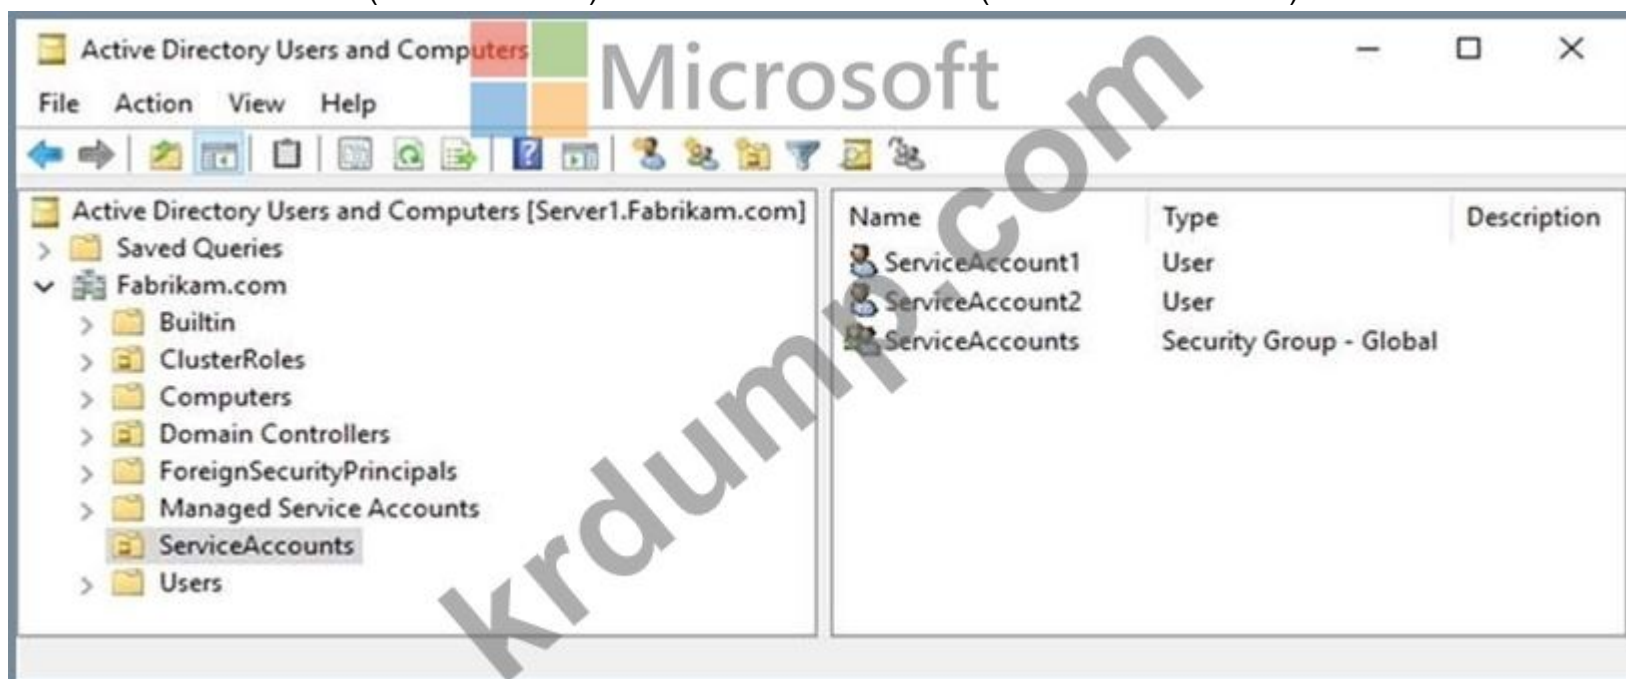 Active Directory Users and Computers
Microsoft
File Action View Help
Active Directory Users and Computers [Server1.Fabrikam.com]
Saved Queries
Fabrikam.com
Builtin
ClusterRoles
Computers
Domain Controllers
ForeignSecurityPrincipals
Managed Service Accounts
ServiceAccounts
Users
Name Type Description
ServiceAccount1 User
ServiceAccount2 User
ServiceAccounts Security Group - Global
krdump.com